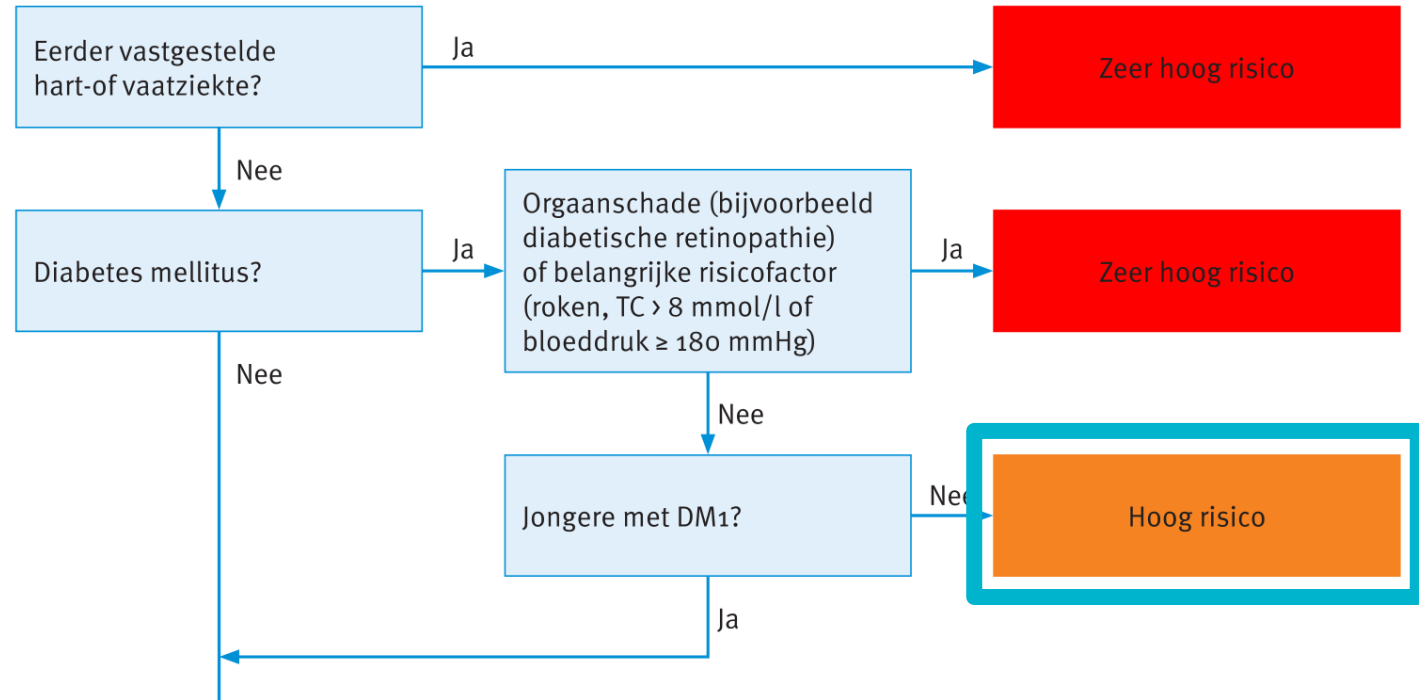 Eerder vastgestelde
hart-of vaatziekte?
Ja
Zeer hoog risico
Nee
Diabetes mellitus?
Ja
Orgaanschade (bijvoorbeeld
diabetische retinopathie)
of belangrijke risicofactor
(roken, TC > 8 mmol/l of
bloeddruk ≥ 180 mmHg)
Ja
Zeer hoog risico
Nee
Nee
Jongere met DM1?
Nee
Hoog risico
Ja